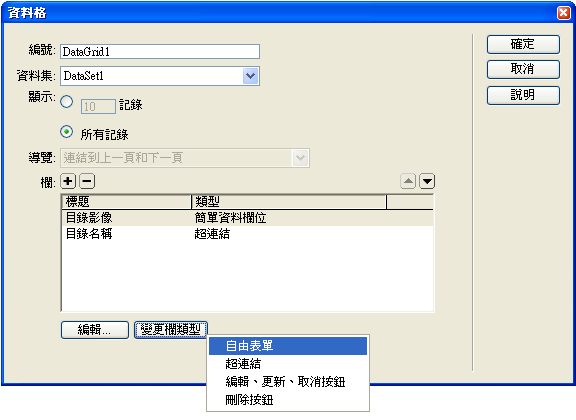 資料格
編號: DataGrid1
資料集: DataSet1
顯示:
10 記錄
所有記錄
導覽: 連結到上一頁和下一頁
欄:
標題 類型
目錄影像 簡單資料欄位
目錄名稱 超連結
編輯... 變更欄類型
自由表單
超連結
編輯、更新、取消按鈕
刪除按鈕
確定
取消
說明